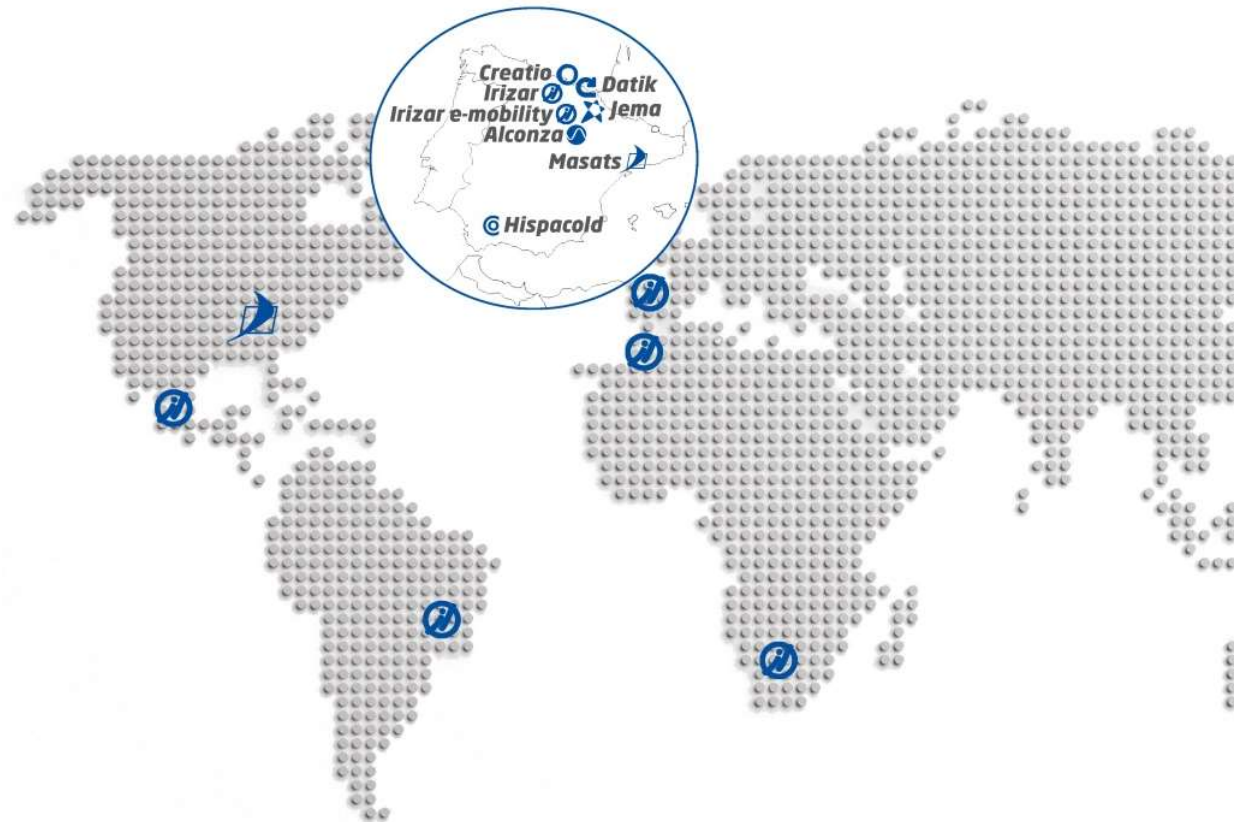 Creatio
Datik
Irizar
Irizar e-mobility
Jema
Alconza
Masats
Hispacold